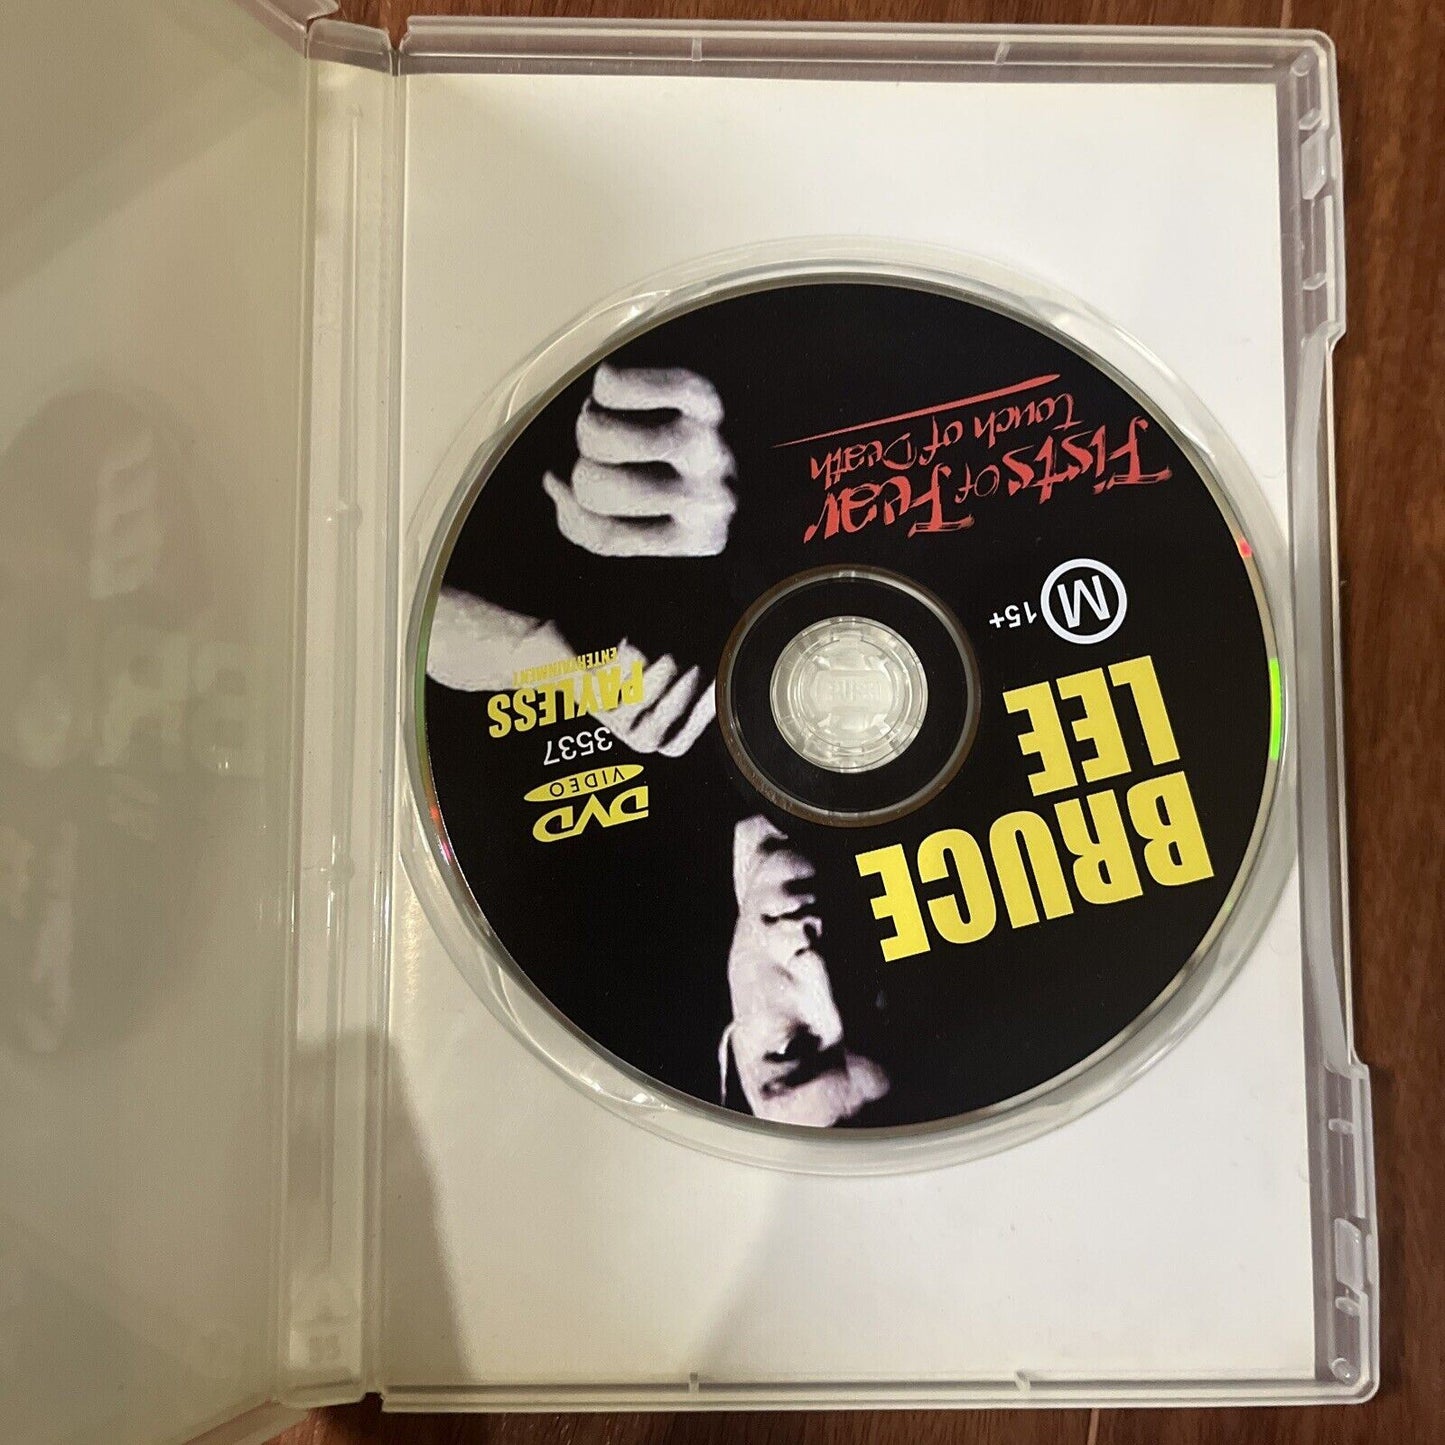 BRUCE
LEE
M 15+
Fists Of Fear
touch of Death
DVD
VIDEO
3537
PAYLESS
ENTERTAINMENT